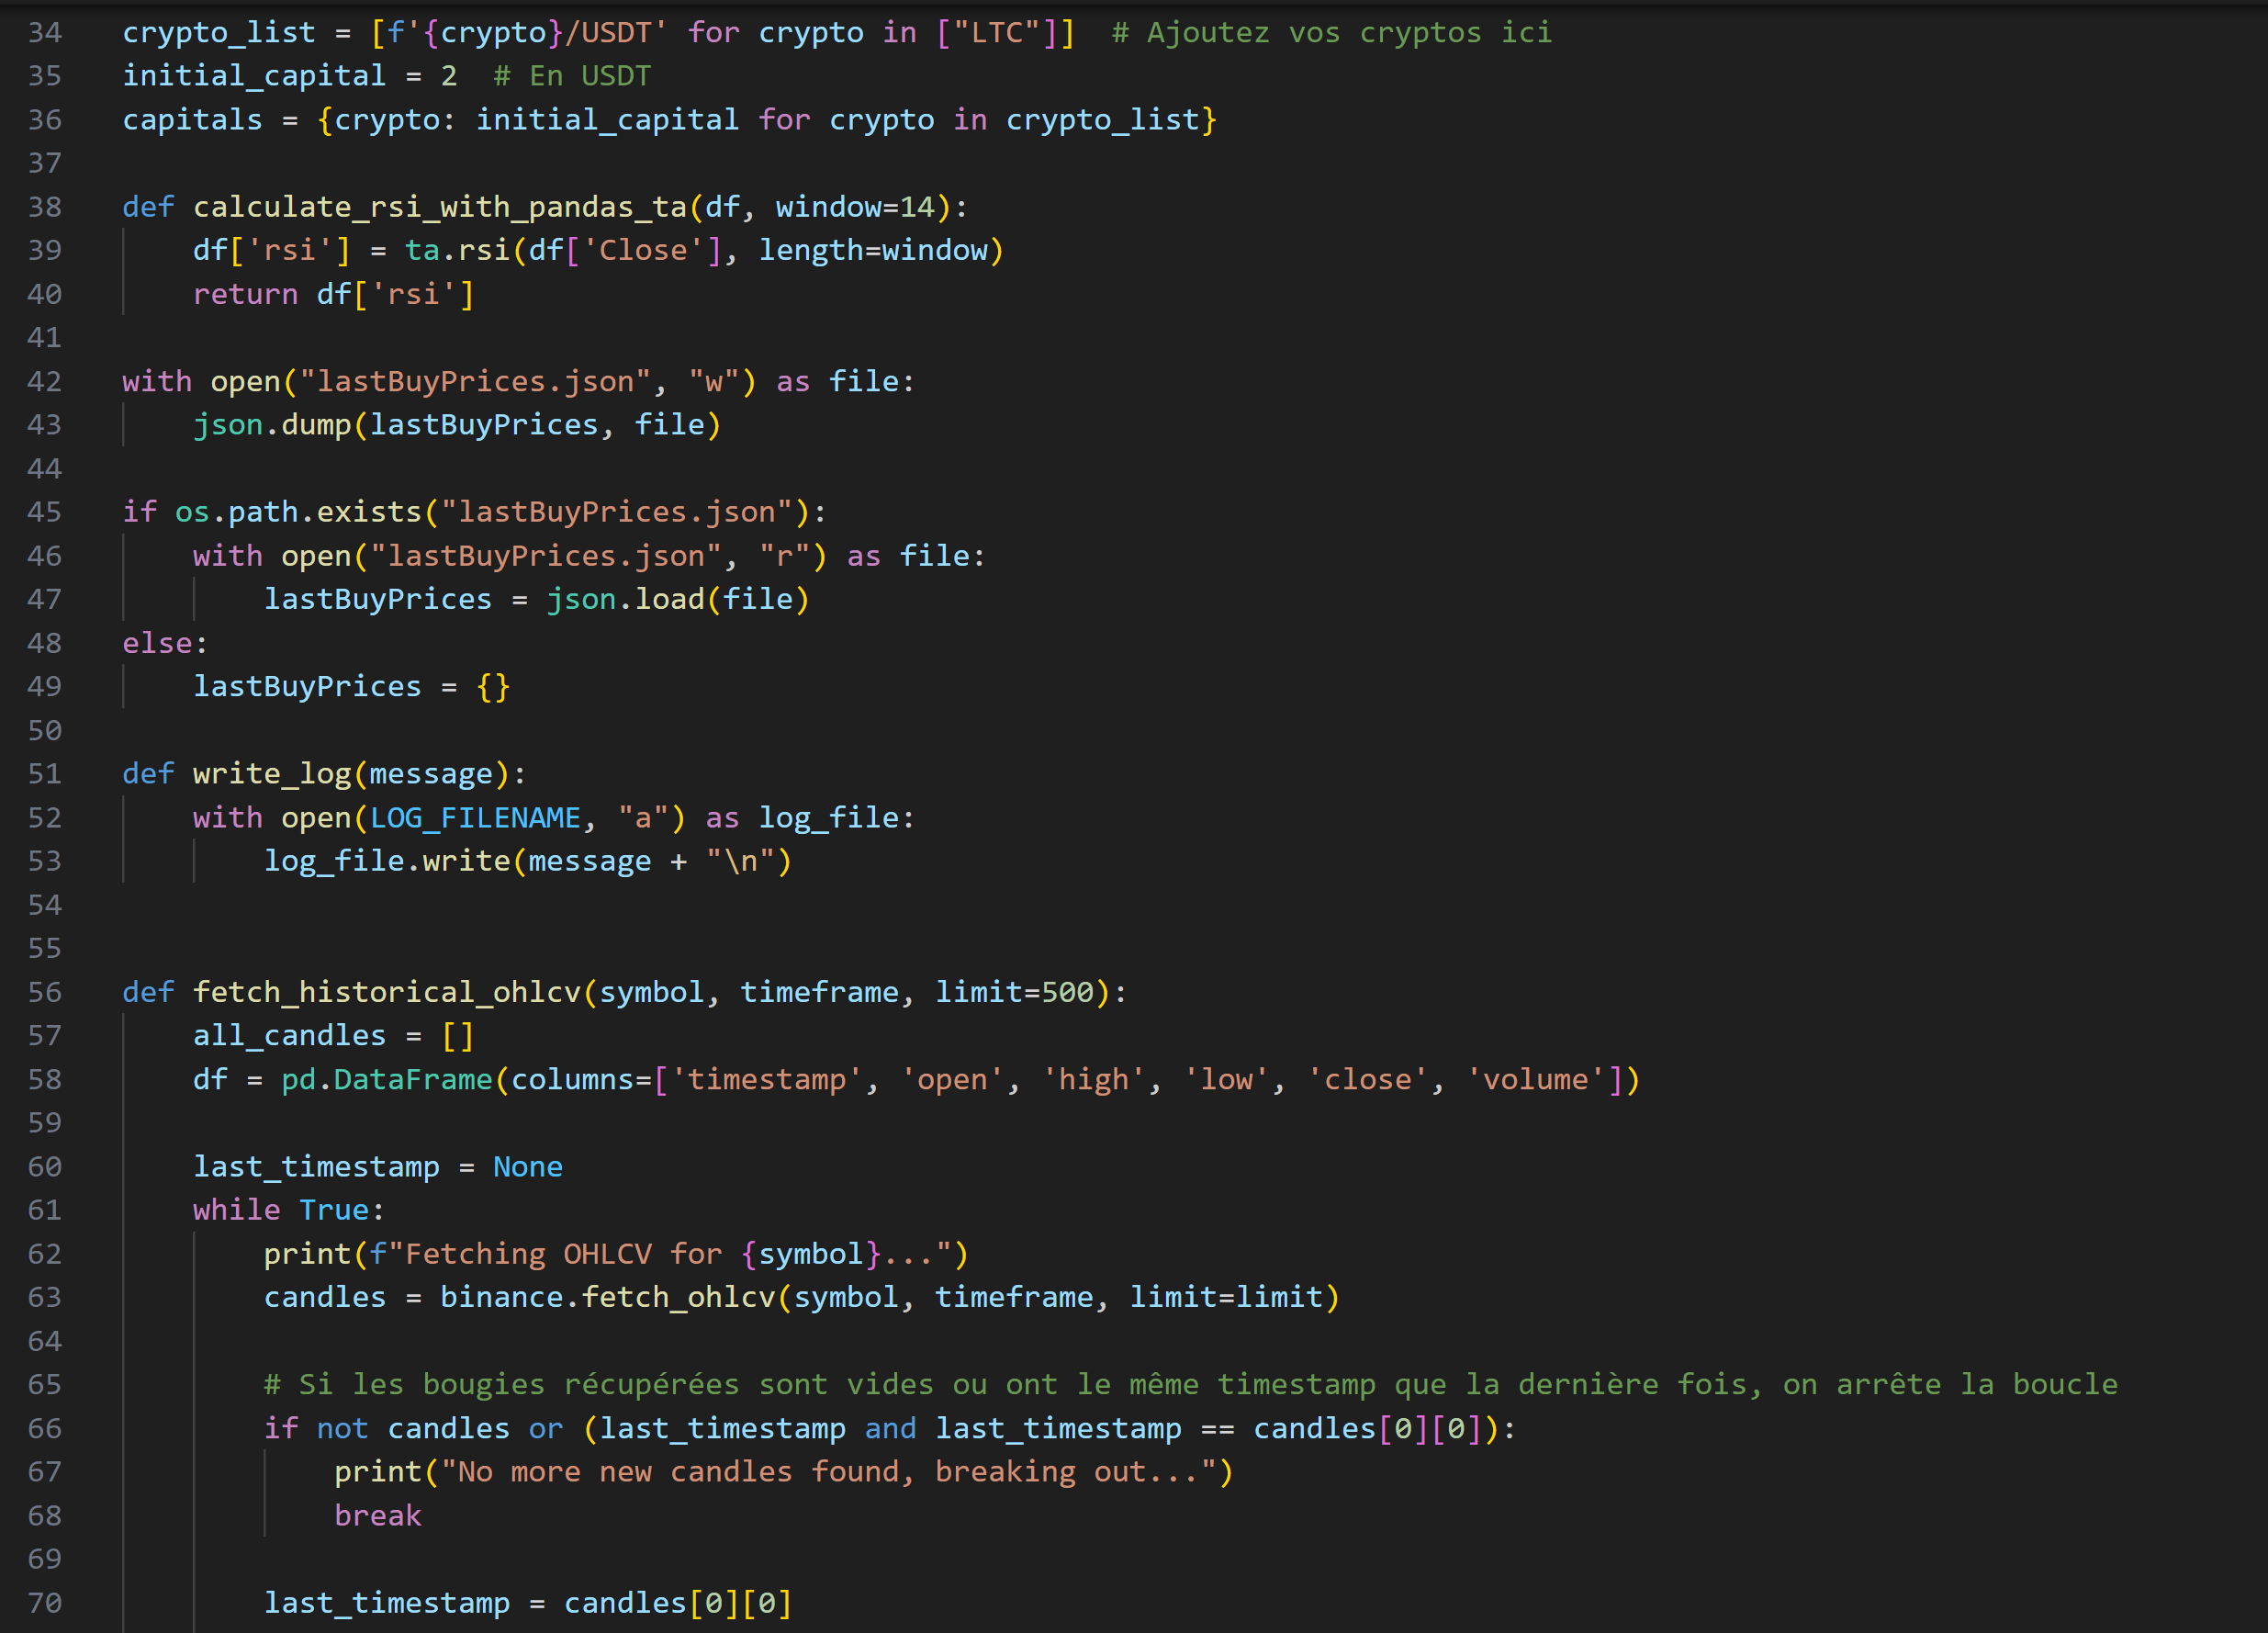 34 crypto_list = [f'{crypto}/USDT' for crypto in ["LTC"]]  # Ajoutez vos cryptos ici
35 initial_capital = 2  # En USDT
36 capitals = {crypto: initial_capital for crypto in crypto_list}
37
38 def calculate_rsi_with_pandas_ta(df, window=14):
39     df['rsi'] = ta.rsi(df['Close'], length=window)
40     return df['rsi']
41
42 with open("lastBuyPrices.json", "w") as file:
43     json.dump(lastBuyPrices, file)
44
45 if os.path.exists("lastBuyPrices.json"):
46     with open("lastBuyPrices.json", "r") as file:
47         lastBuyPrices = json.load(file)
48 else:
49     lastBuyPrices = {}
50
51 def write_log(message):
52     with open(LOG_FILENAME, "a") as log_file:
53         log_file.write(message + "\n")
54
55
56 def fetch_historical_ohlcv(symbol, timeframe, limit=500):
57     all_candles = []
58     df = pd.DataFrame(columns=['timestamp', 'open', 'high', 'low', 'close', 'volume'])
59
60     last_timestamp = None
61     while True:
62         print(f"Fetching OHLCV for {symbol}...")
63         candles = binance.fetch_ohlcv(symbol, timeframe, limit=limit)
64
65         # Si les bougies récupérées sont vides ou ont le même timestamp que la dernière fois, on arrête la boucle
66         if not candles or (last_timestamp and last_timestamp == candles[0][0]):
67             print("No more new candles found, breaking out...")
68             break
69
70         last_timestamp = candles[0][0]